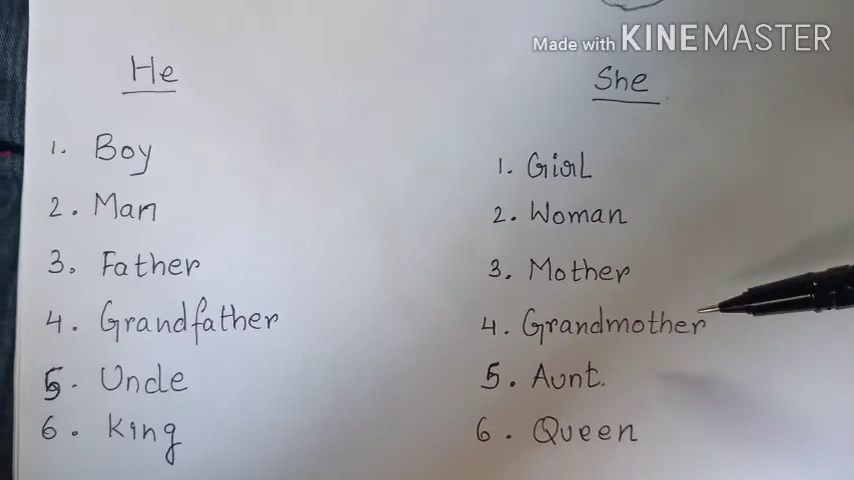 Made with KINEMASTER
He
1. Boy
2. Man
3. Father
4. Grandfather
5. Uncle
6. King
She
1. Girl
2. Woman
3. Mother
4. Grandmother
5. Aunt.
6. Queen